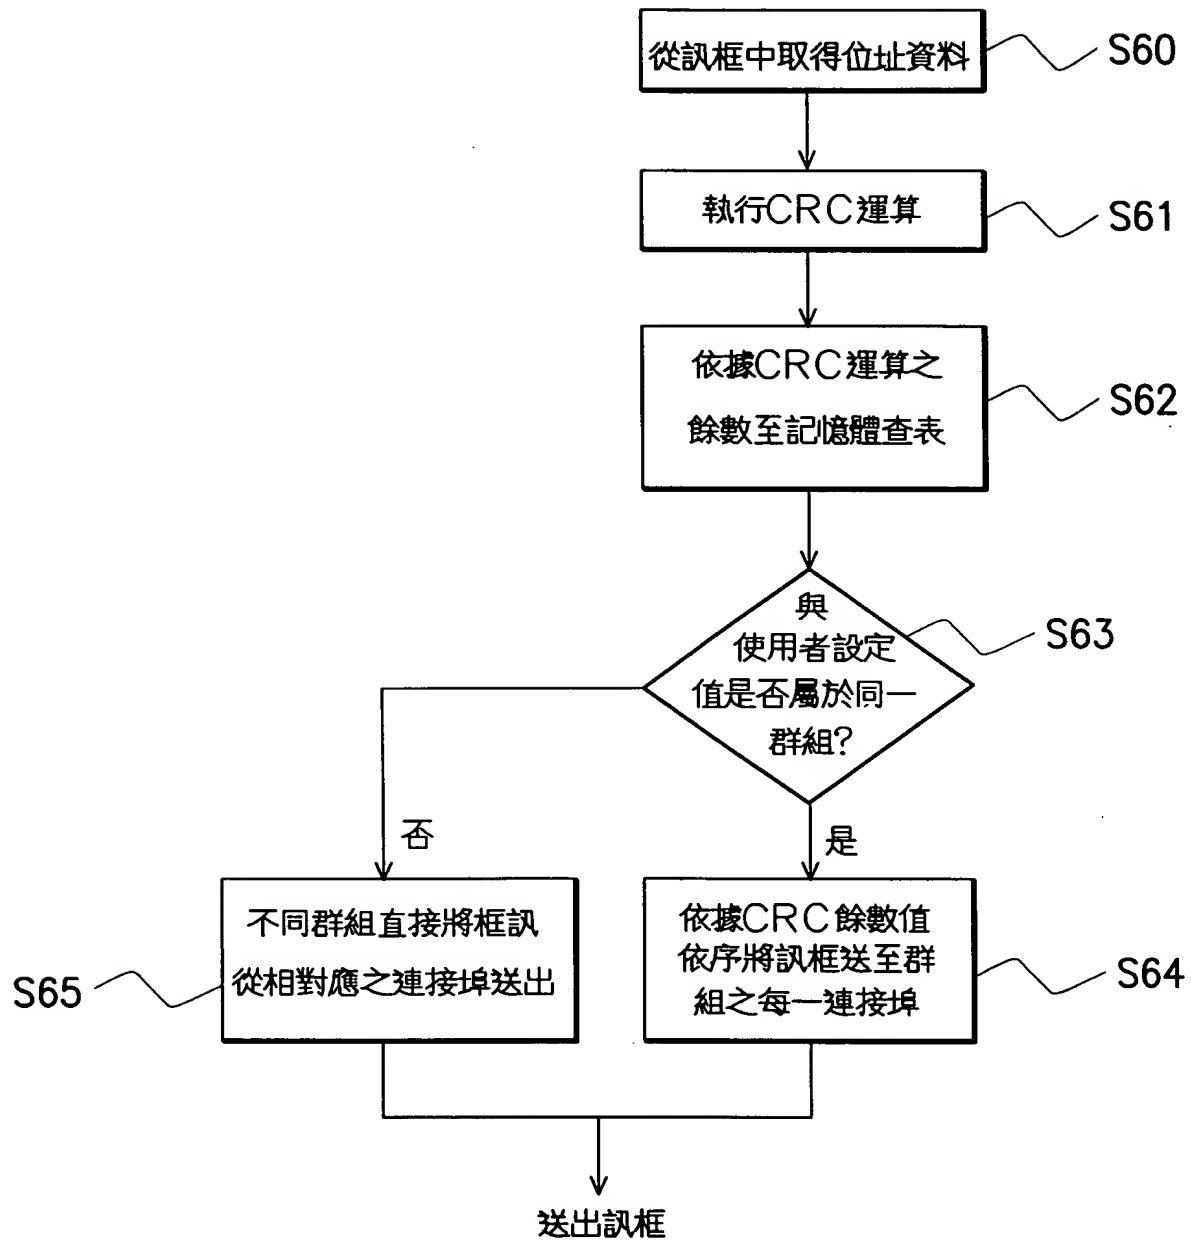 從訊框中取得位址資料
S60
執行CRC運算
S61
依據CRC運算之
餘數至記憶體查表
S62
與
使用者設定
值是否屬於同一
群組?
S63
否
是
不同群組直接將框訊
從相對應之連接埠送出
S65
依據CRC餘數值
依序將訊框送至群
組之每一連接埠
S64
送出訊框